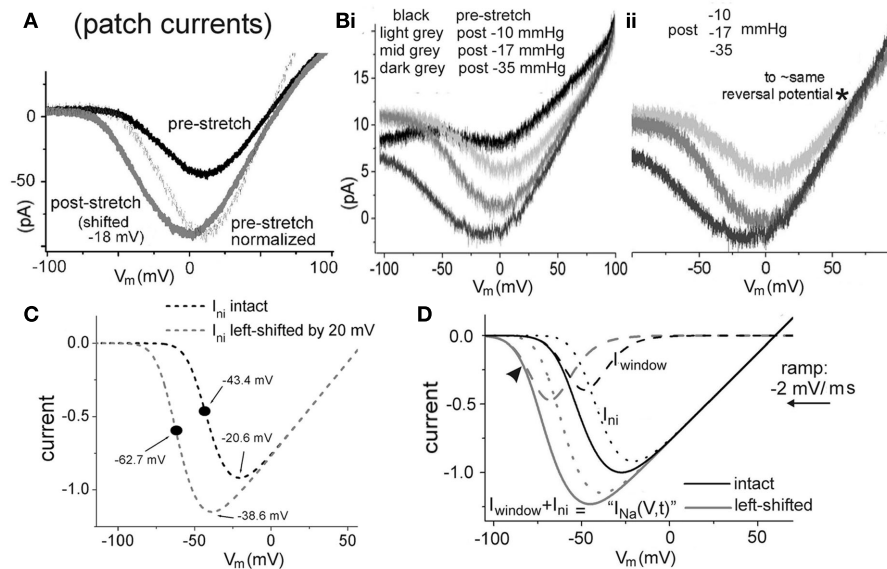 A
(patch currents)
0
-50
(pA)
pre-stretch
post-stretch
(shifted
-18 mV)
pre-stretch
normalized
-100 -50 0 50 100
Vm(mV)
Bi
black pre-stretch
light grey post -10 mmHg
mid grey post -17 mmHg
dark grey post -35 mmHg
20
15
10
5
0
(pA)
-100 -50 0 50 100
Vm(mV)
ii
-10
post -17 mmHg
-35
to ~same
reversal potential *
-100 -50 0 50
Vm(mV)
C
Ini intact
Ini left-shifted by 20 mV
0.0
-0.5
-1.0
current
-43.4 mV
-62.7 mV
-20.6 mV
-38.6 mV
-100 -50 0 50
Vm(mV)
D
0.0
-0.5
-1.0
current
Iwindow
Ini
ramp:
-2 mV/ms
intact
left-shifted
Iwindow+Ini = “INa(V,t)”
-100 -50 0 50
Vm(mV)